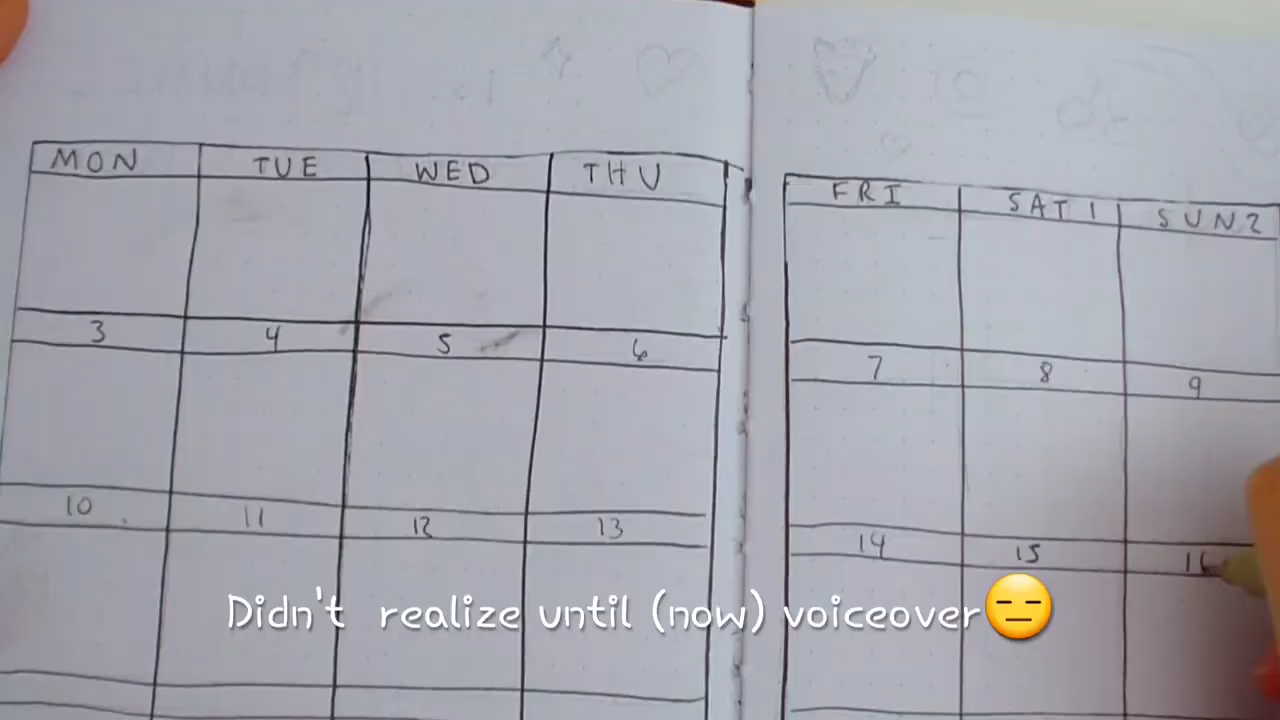 MON TUE WED THU FRI SAT 1 SUN 2
3 4 5 6 7 8 9
10 11 12 13 14 15
Didn't realize until (now) voiceover😑